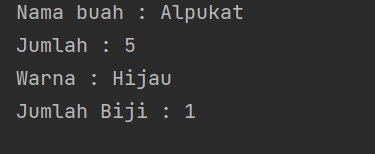 Nama buah : Alpukat
Jumlah : 5
Warna : Hijau
Jumlah Biji : 1